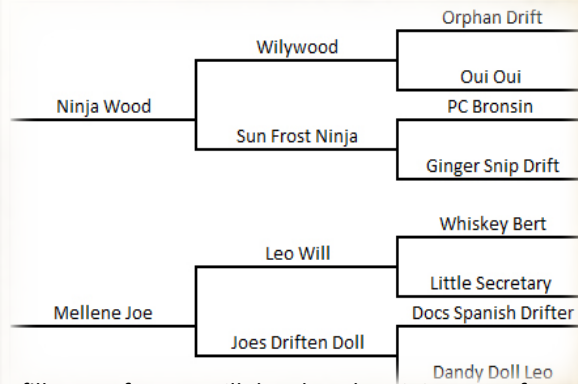 Orphan Drift
Wilywood
Oui Oui
Ninja Wood
PC Bronsin
Sun Frost Ninja
Ginger Snip Drift
Whiskey Bert
Leo Will
Little Secretary
Mellene Joe
Docs Spanish Drifter
Joes Driften Doll
Dandy Doll Leo